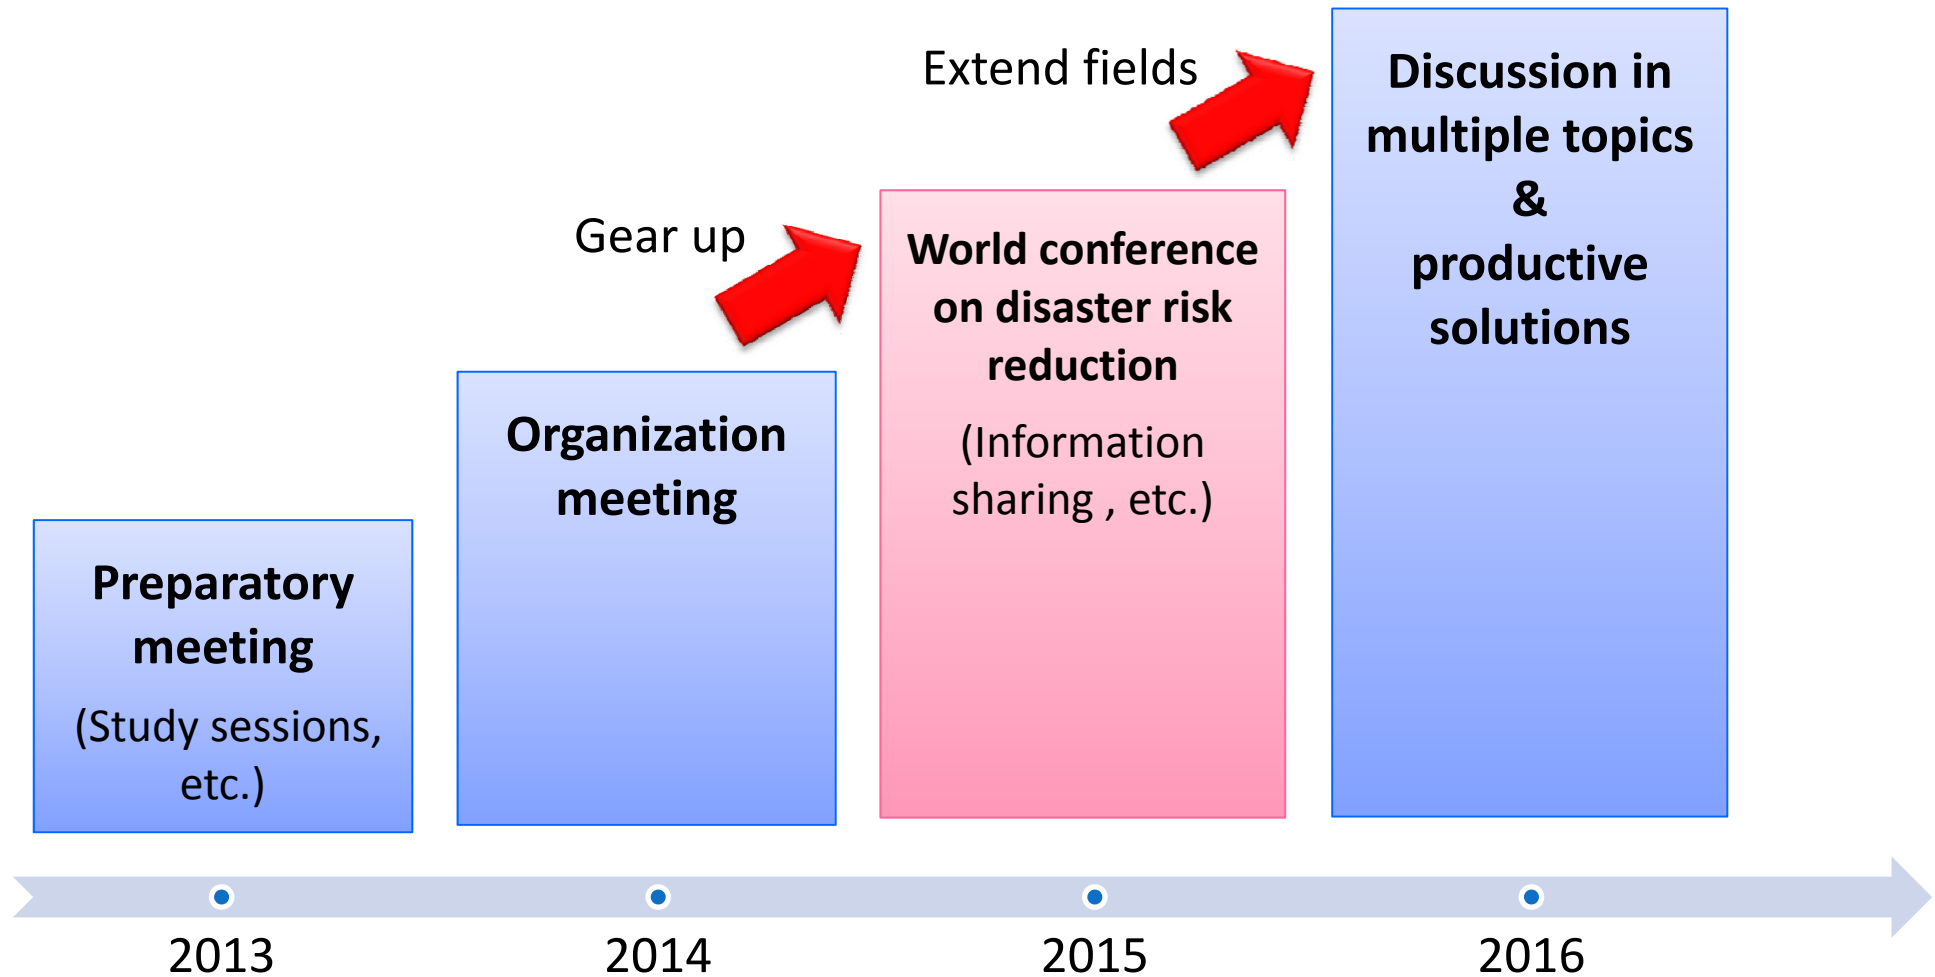 Preparatory
meeting
(Study sessions,
etc.)
Organization
meeting
Gear up
World conference
on disaster risk
reduction
(Information
sharing , etc.)
Extend fields
Discussion in
multiple topics
&
productive
solutions
2013
2014
2015
2016